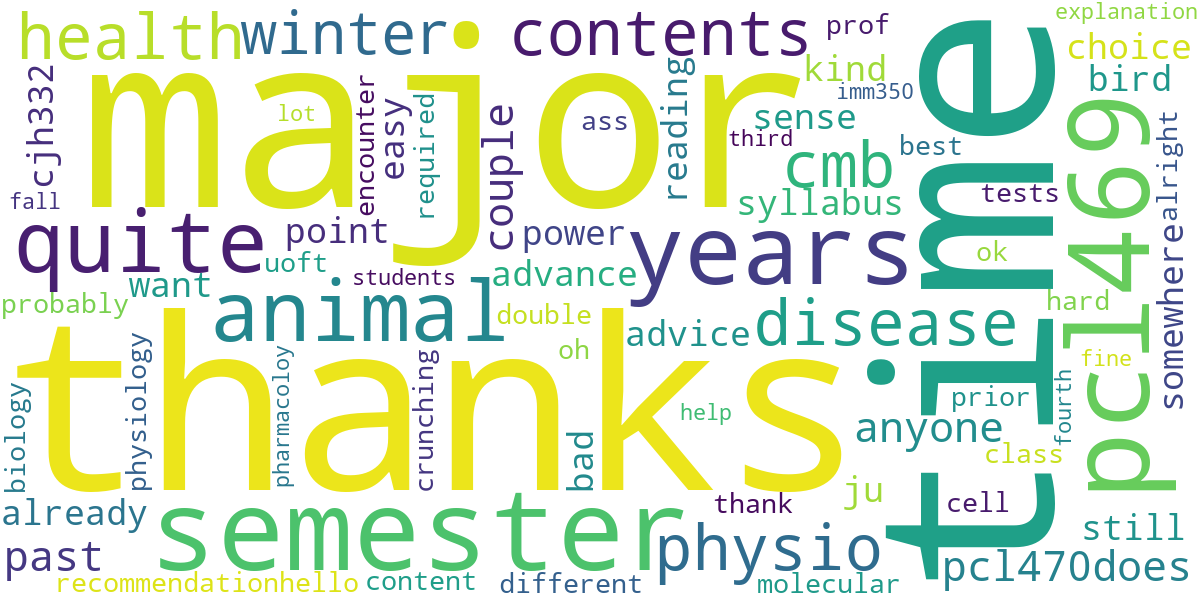 explanation
health
winter
contents
prof
choice
major
kind
bird
imm350
cjh332
lot
encounter
easy
required
couple
reading
ass
sense
third
cmb
best
time
pcl469
fall
syllabus
tests
somewherealright
quite
point
power
years
uoft
students
advance
want
ok
probably
animal
double
advice
disease
hard
thanks
oh
fine
biology
physiology
pharmacoloy
crunching
bad
help
prior
fourth
anyone
class
already
semester
thank
ju
cell
still
past
physio
pcl470does
recommendationhello
content
different
molecular